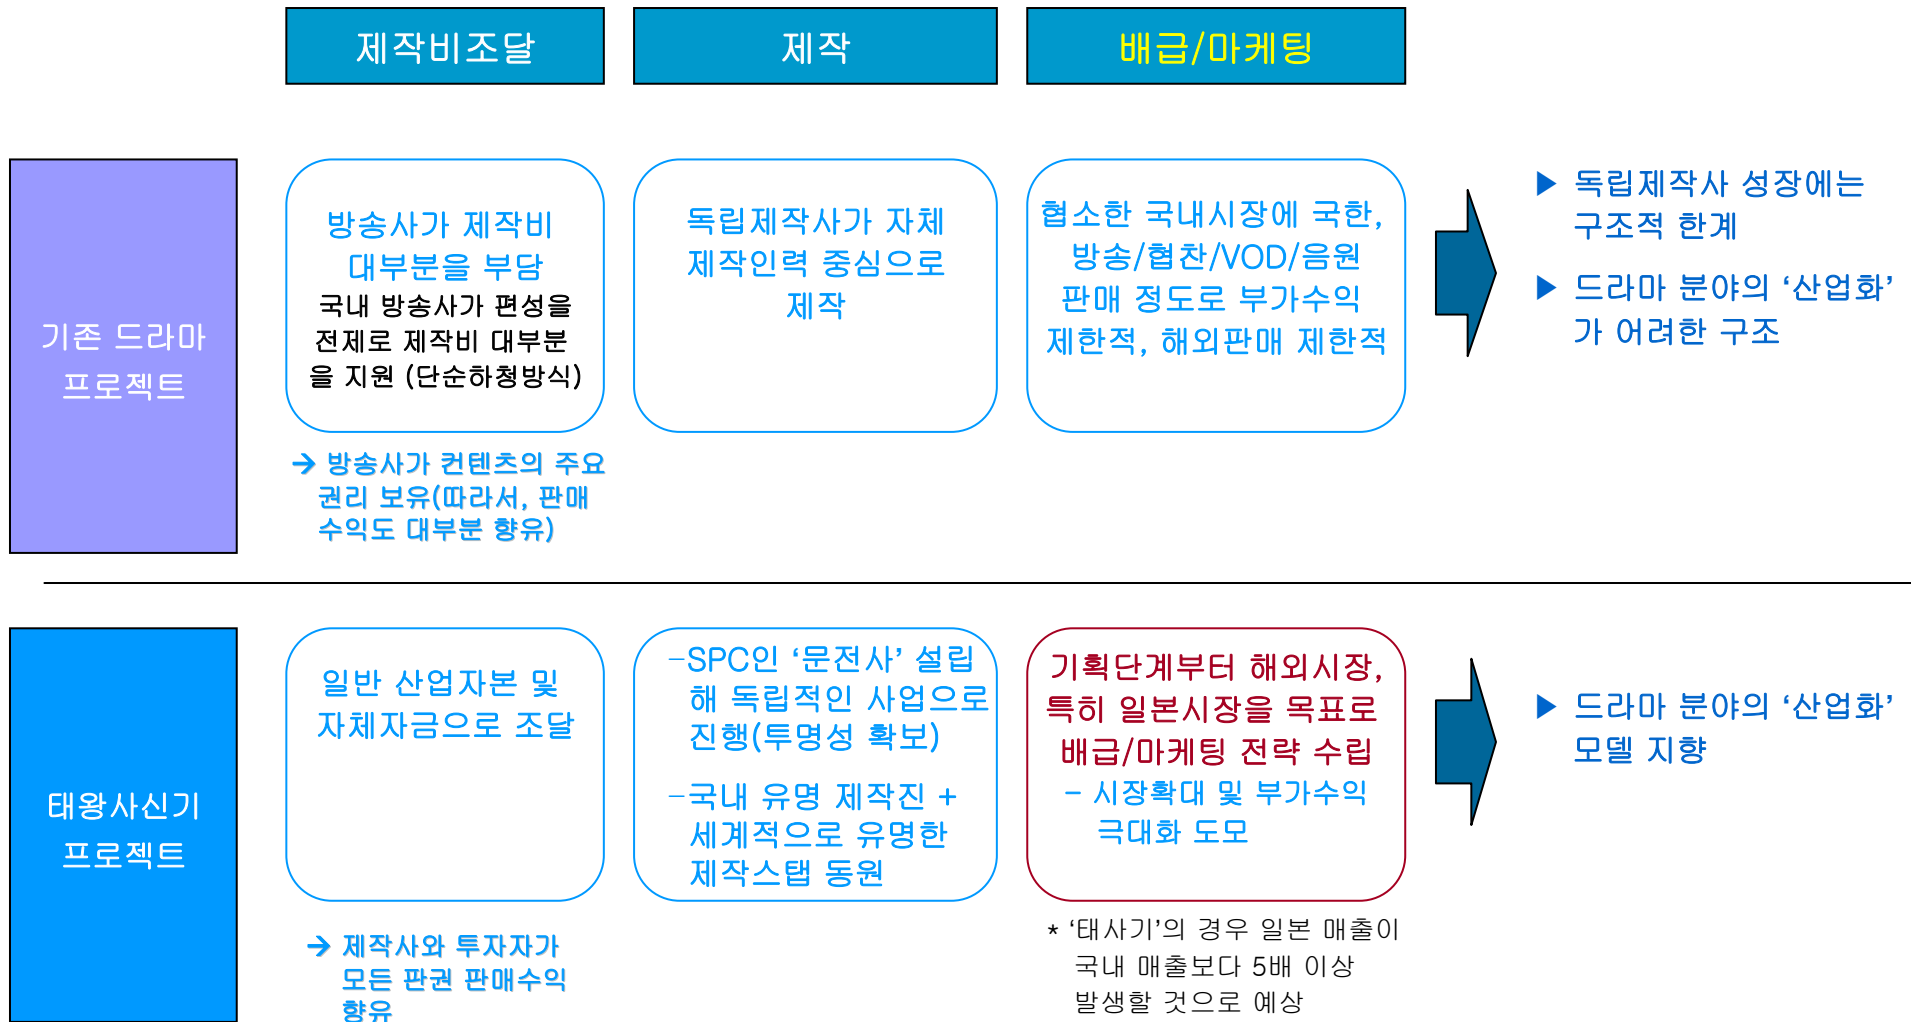 제작비조달
제작
배급/마케팅
기존 드라마
프로젝트
방송사가 제작비
대부분을 부담
국내 방송사가 편성을
전제로 제작비 대부분
을 지원 (단순하청방식)
→ 방송사가 컨텐츠의 주요
권리 보유(따라서, 판매
수익도 대부분 향유)
독립제작사가 자체
제작인력 중심으로
제작
협소한 국내시장에 국한,
방송/협찬/VOD/음원
판매 정도로 부가수익
제한적, 해외판매 제한적
▶ 독립제작사 성장에는
구조적 한계
▶ 드라마 분야의 ‘산업화’
가 어려한 구조
태왕사신기
프로젝트
일반 산업자본 및
자체자금으로 조달
→ 제작사와 투자자가
모든 판권 판매수익
향유
–SPC인 ‘문전사’ 설립
해 독립적인 사업으로
진행(투명성 확보)
–국내 유명 제작진 +
세계적으로 유명한
제작스탭 동원
기획단계부터 해외시장,
특히 일본시장을 목표로
배급/마케팅 전략 수립
– 시장확대 및 부가수익
극대화 도모
* ‘태사기’의 경우 일본 매출이
국내 매출보다 5배 이상
발생할 것으로 예상
▶ 드라마 분야의 ‘산업화’
모델 지향